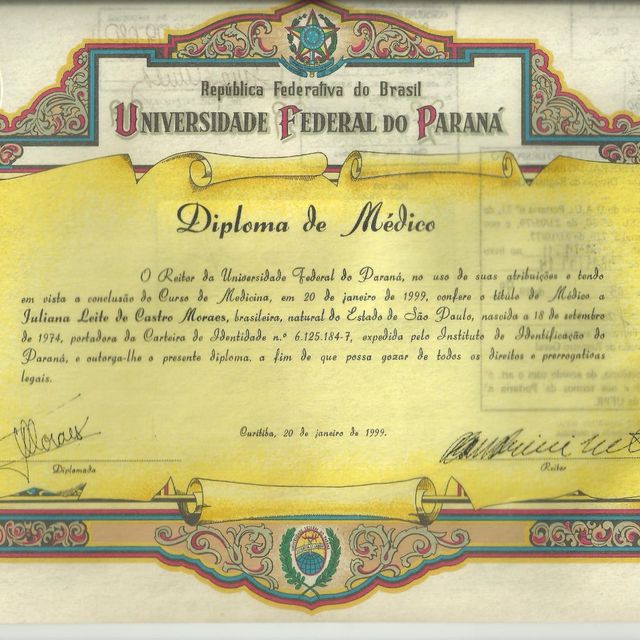 República Federativa do Brasil
UNIVERSIDADE FEDERAL DO PARANÁ
Diploma de Médico
O Reitor da Universidade Federal do Paraná, no uso de suas atribuições e tendo
em vista a conclusão do Curso de Medicina, em 20 de janeiro de 1999, confere o título de Médico a
Juliana Leite de Castro Moraes, brasileira, natural do Estado de São Paulo, nascida a 18 de setembro
de 1974, portadora da Carteira de Identidade n.º 6.125.184-7, expedida pelo Instituto de Identificação do
Paraná, e outorga-lhe o presente diploma, a fim de que possa gozar de todos os direitos e prerrogativas
legais.
Curitiba, 20 de janeiro de 1999.
Diplomado
Reitor